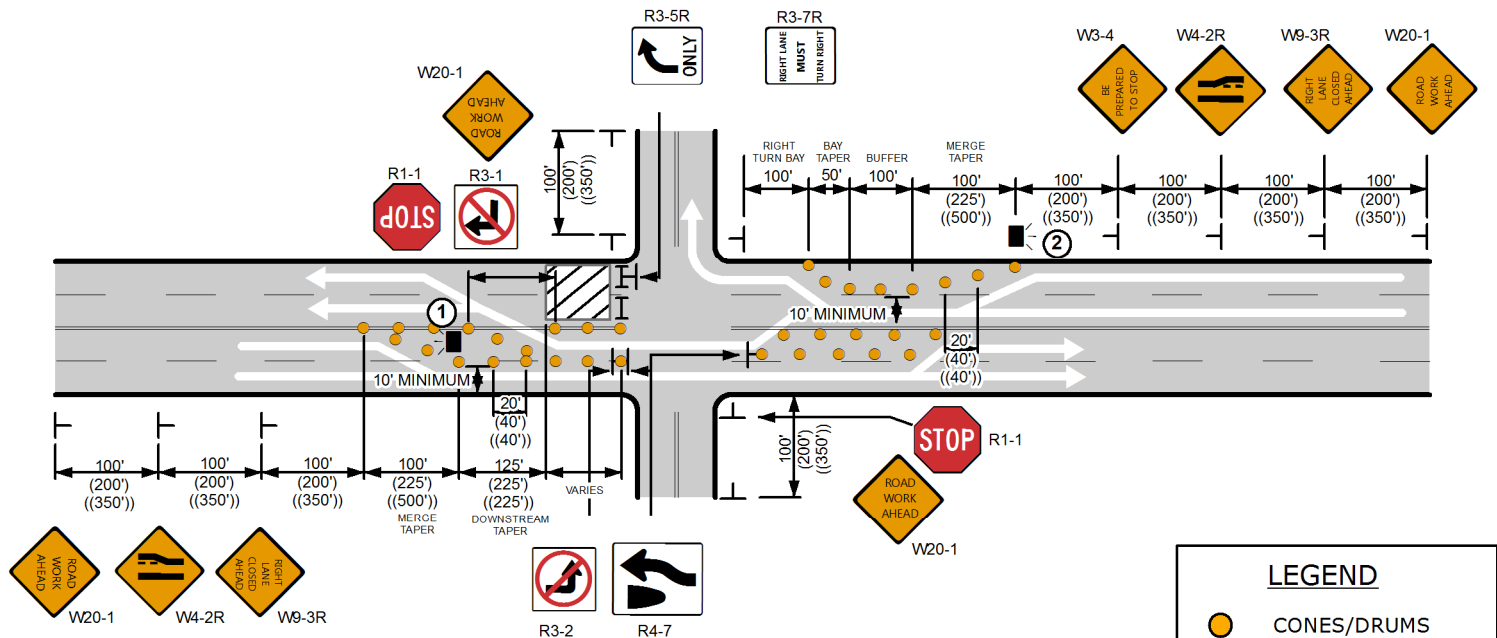 R3-5R
ONLY
R3-7R
RIGHT LANE
MUST
TURN RIGHT
W3-4
BE
PREPARED
TO STOP
W4-2R
W9-3R
RIGHT
LANE
CLOSED
AHEAD
W20-1
ROAD
WORK
AHEAD
W20-1
ROAD
WORK
AHEAD
R1-1
STOP
R3-1
100'
(200')
((350'))
RIGHT
TURN BAY
100'
BAY
TAPER
50'
BUFFER
100'
MERGE
TAPER
100'
(225')
((500'))
100'
(200')
((350'))
100'
(200')
((350'))
100'
(200')
((350'))
100'
(200')
((350'))
2
1
10' MINIMUM
10' MINIMUM
20'
(40')
((40'))
20'
(40')
((40'))
100'
(200')
((350'))
100'
(200')
((350'))
100'
(200')
((350'))
100'
(225')
((500'))
MERGE
TAPER
125'
(225')
((225'))
DOWNSTREAM
TAPER
VARIES
100'
(200')
((350'))
STOP
R1-1
ROAD
WORK
AHEAD
W20-1
ROAD
WORK
AHEAD
W20-1
W4-2R
RIGHT
LANE
CLOSED
AHEAD
W9-3R
R3-2
R4-7
LEGEND
CONES/DRUMS